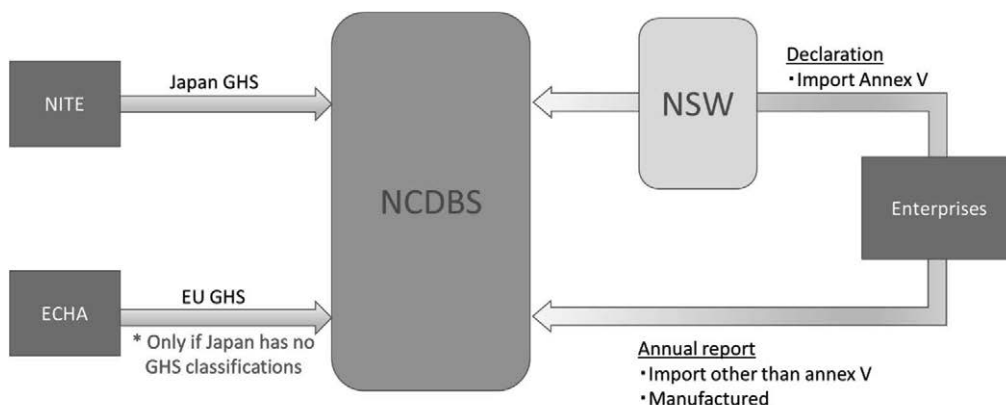 NITE
Japan GHS
NCDBS
NSW
Declaration
・Import Annex V
Enterprises
ECHA
EU GHS
* Only if Japan has no
GHS classifications
Annual report
・Import other than annex V
・Manufactured